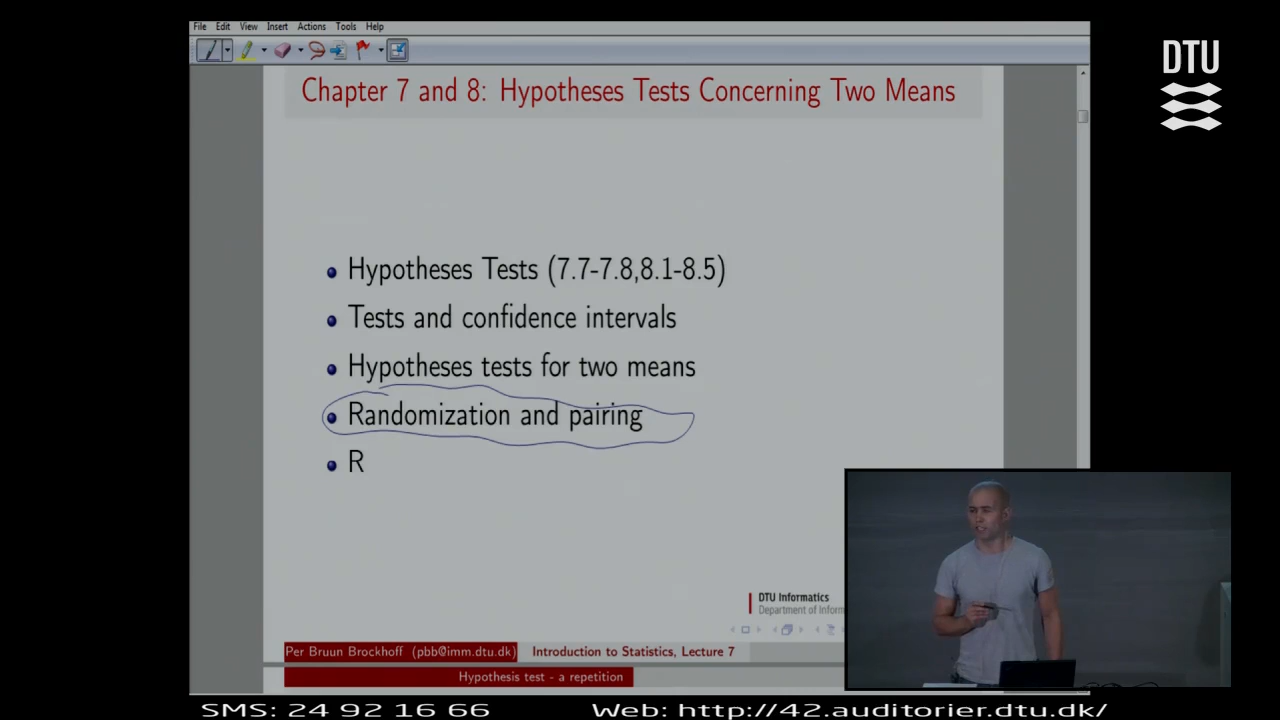 File Edit View Insert Actions Tools Help
DTU
Chapter 7 and 8: Hypotheses Tests Concerning Two Means
Hypotheses Tests (7.7-7.8,8.1-8.5)
Tests and confidence intervals
Hypotheses tests for two means
Randomization and pairing
R
DTU Informatics
Department of Inform
Per Bruun Brockhoff (pbb@imm.dtu.dk) Introduction to Statistics, Lecture 7
Hypothesis test - a repetition
SMS: 24 92 16 66 Web: http://42.auditorier.dtu.dk/